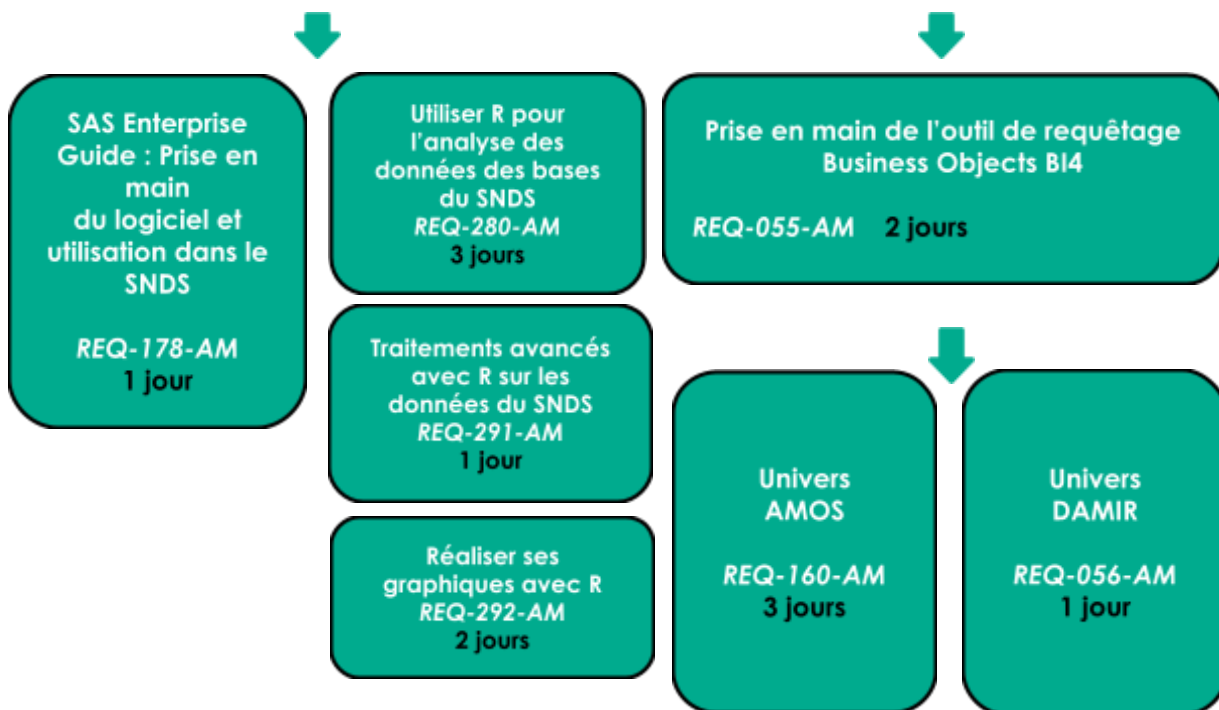 SAS Enterprise
Guide : Prise en
main
du logiciel et
utilisation dans le
SNDS
REQ-178-AM
1 jour
Utiliser R pour
l'analyse des
données des bases
du SNDS
REQ-280-AM
3 jours
Traitements avancés
avec R sur les
données du SNDS
REQ-291-AM
1 jour
Réaliser ses
graphiques avec R
REQ-292-AM
2 jours
Prise en main de l'outil de requêtage
Business Objects BI4
REQ-055-AM 2 jours
Univers
AMOS
REQ-160-AM
3 jours
Univers
DAMIR
REQ-056-AM
1 jour